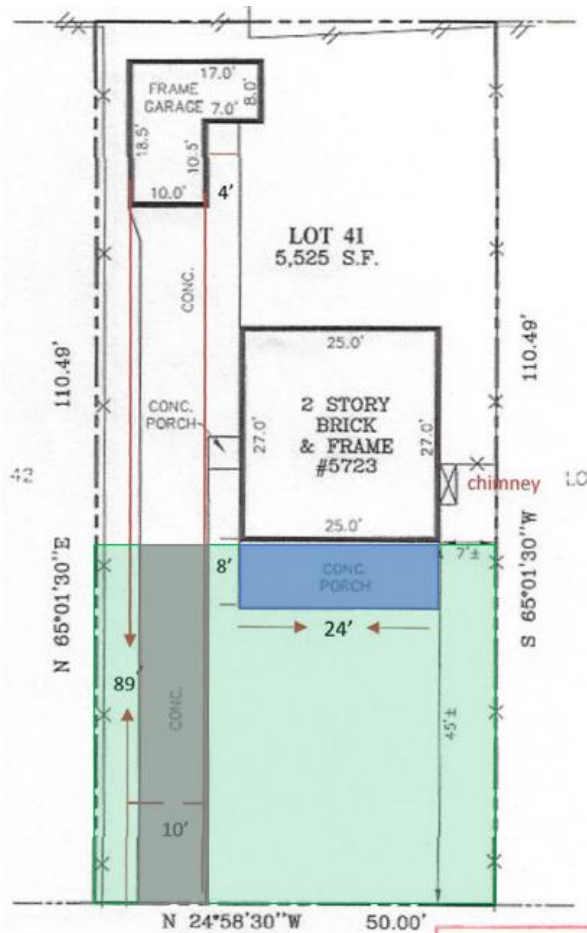 17.0'
FRAME
GARAGE
7.0'
8.0'
18.5'
10.5'
10.0'
4'
LOT 41
5,525 S.F.
CONC.
110.49'
110.49'
25.0'
CONC.
PORCH
27.0'
2 STORY
BRICK
& FRAME
#5723
27.0'
chimney
LO
25.0'
7'±
8'
CONC.
PORCH
24'
N 65°01'30"E
S 65°01'30"W
89'
CONC.
45'±
10'
N 24°58'30"W
50.00'